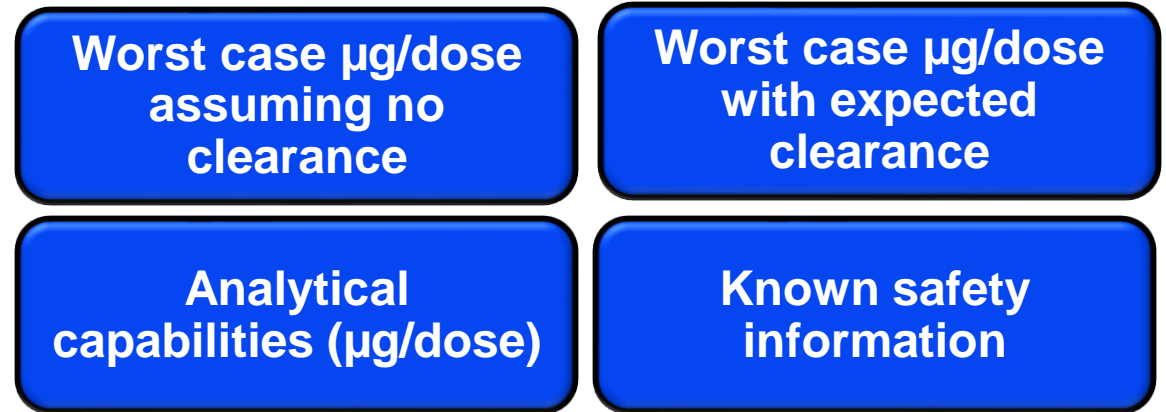 Worst case µg/dose
assuming no
clearance
Worst case µg/dose
with expected
clearance
Analytical
capabilities (µg/dose)
Known safety
information